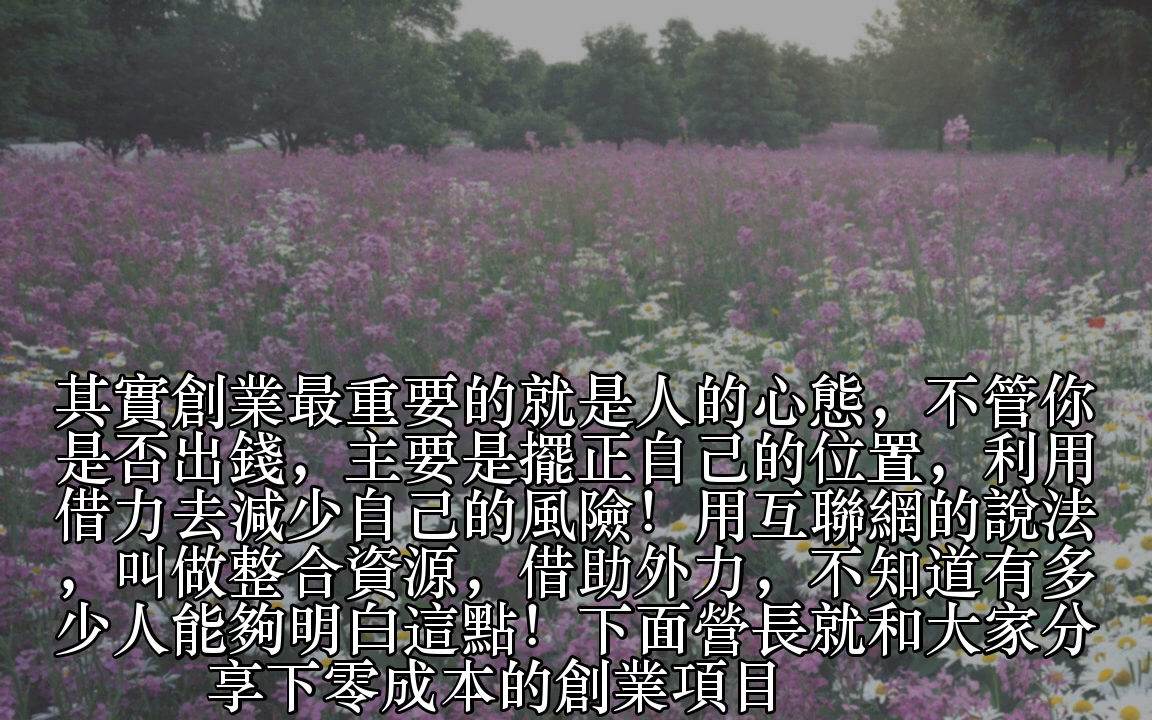 其實創業最重要的就是人的心態，不管你
是否出錢，主要是擺正自己的位置，利用
借力去減少自己的風險！用互聯網的說法
，叫做整合資源，借助外力，不知道有多
少人能夠明白這點！下面營長就和大家分
享下零成本的創業項目